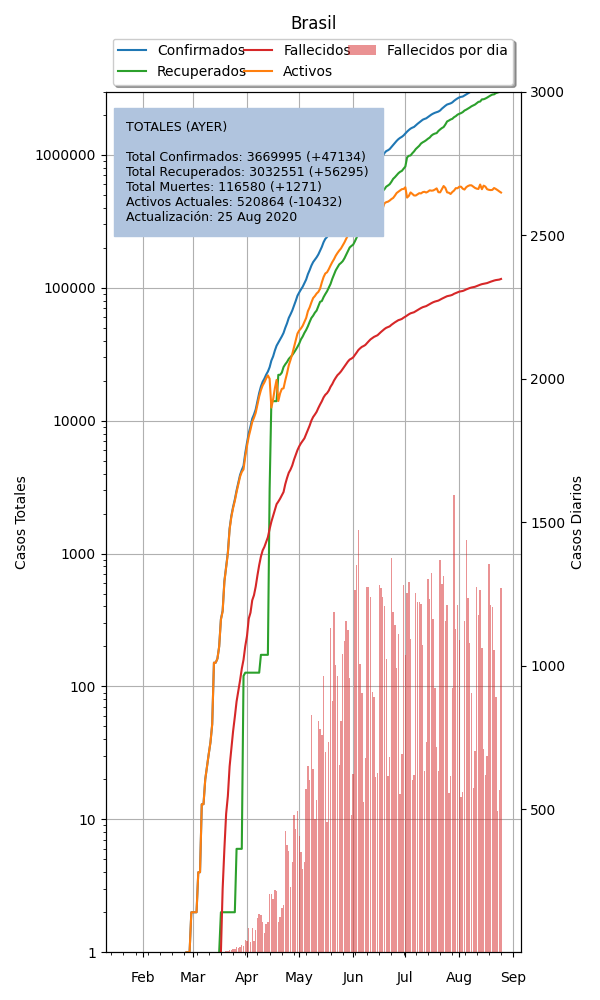 Brasil
Confirmados
Fallecidos
Fallecidos por dia
Recuperados
Activos
TOTALES (AYER)
Total Confirmados: 3669995 (+47134)
Total Recuperados: 3032551 (+56295)
Total Muertes: 116580 (+1271)
Activos Actuales: 520864 (-10432)
Actualización: 25 Aug 2020
1000000
100000
10000
1000
100
10
1
Casos Totales
3000
2500
2000
1500
1000
500
Casos Diarios
Feb Mar Apr May Jun Jul Aug Sep